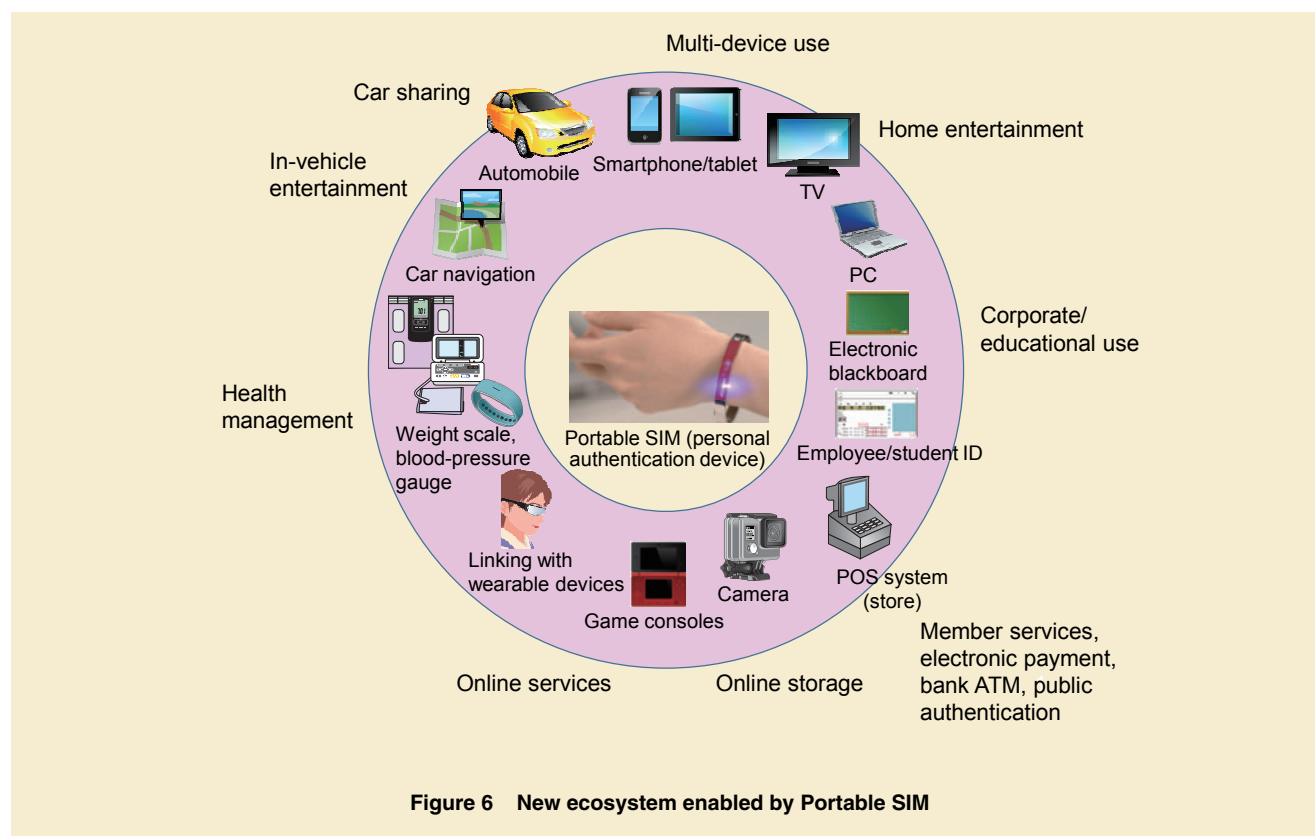 Multi-device use
Car sharing
Home entertainment
In-vehicle
entertainment
Automobile
Smartphone/tablet
TV
Car navigation
PC
Corporate/
educational use
Electronic
blackboard
Health
management
Weight scale,
blood-pressure
gauge
Portable SIM (personal
authentication device)
Employee/student ID
Linking with
wearable devices
Game consoles
Camera
POS system
(store)
Member services,
electronic payment,
bank ATM, public
authentication
Online services
Online storage
Figure 6 New ecosystem enabled by Portable SIM